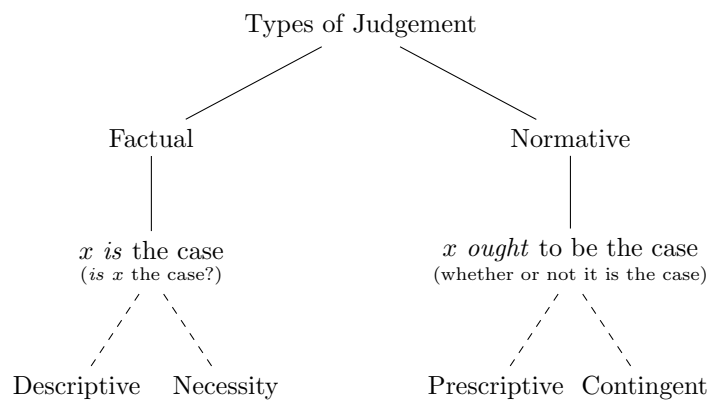 Types of Judgement
Factual
Normative
x is the case
(is x the case?)
x ought to be the case
(whether or not it is the case)
Descriptive
Necessity
Prescriptive
Contingent